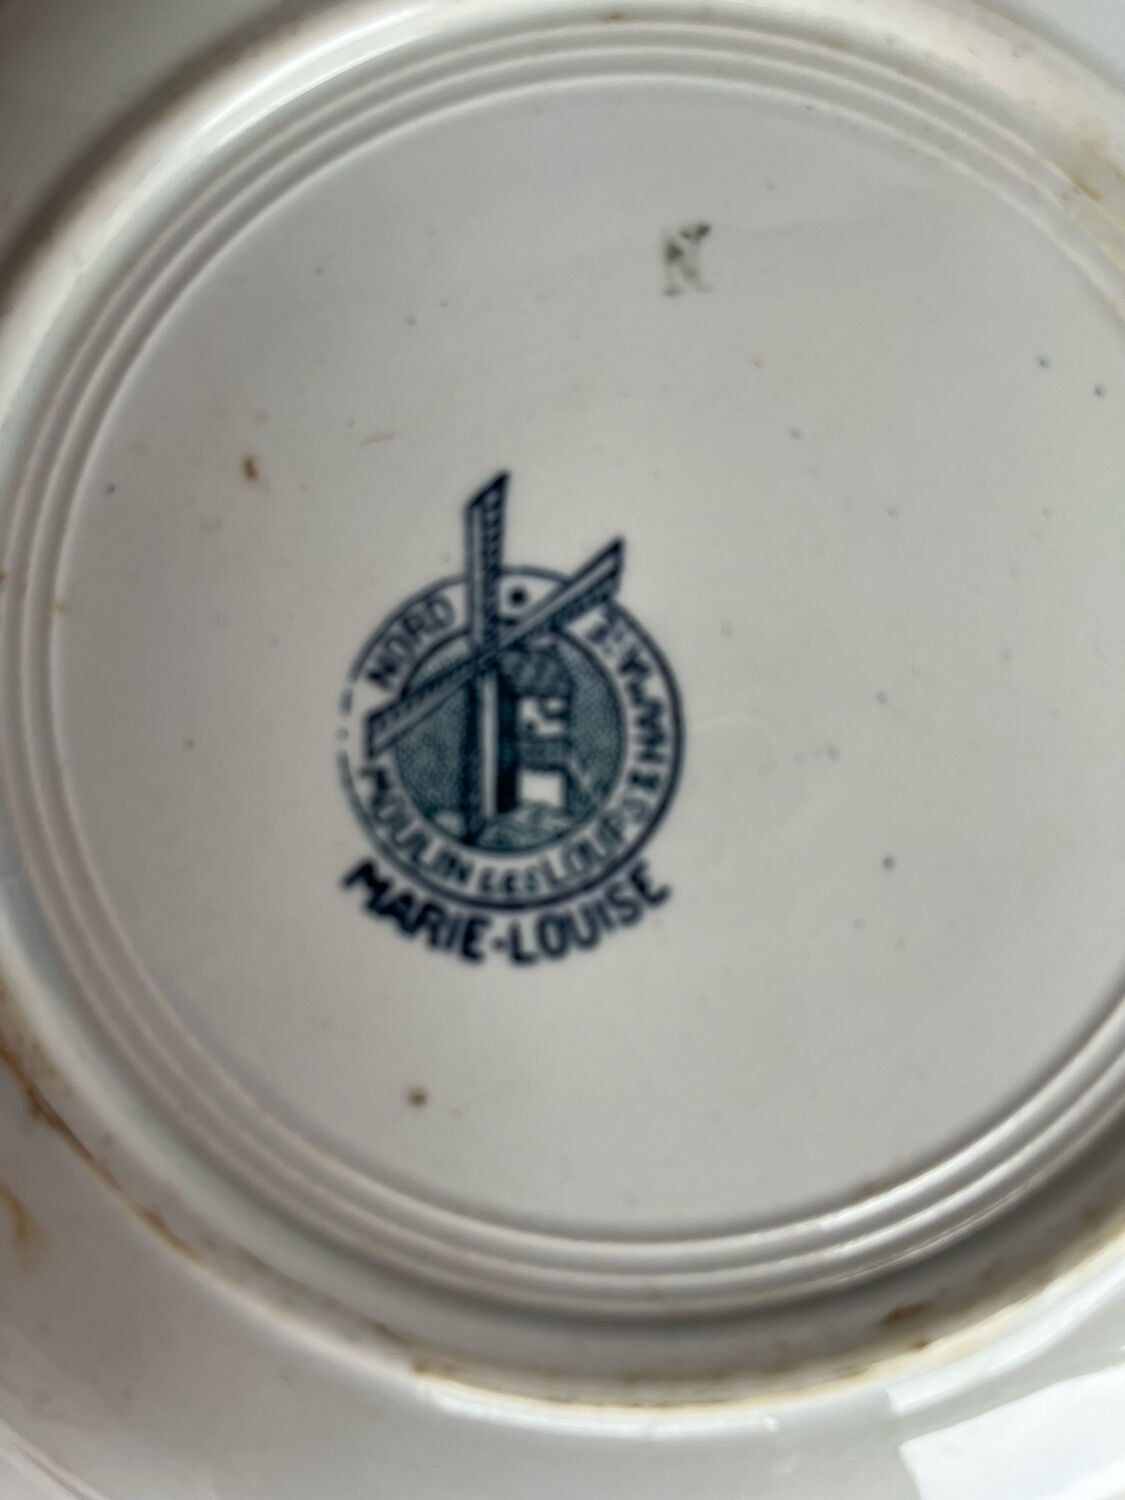 N
NORD
MOULIN DES LOUPS & HAMAGE
MARIE-LOUISE